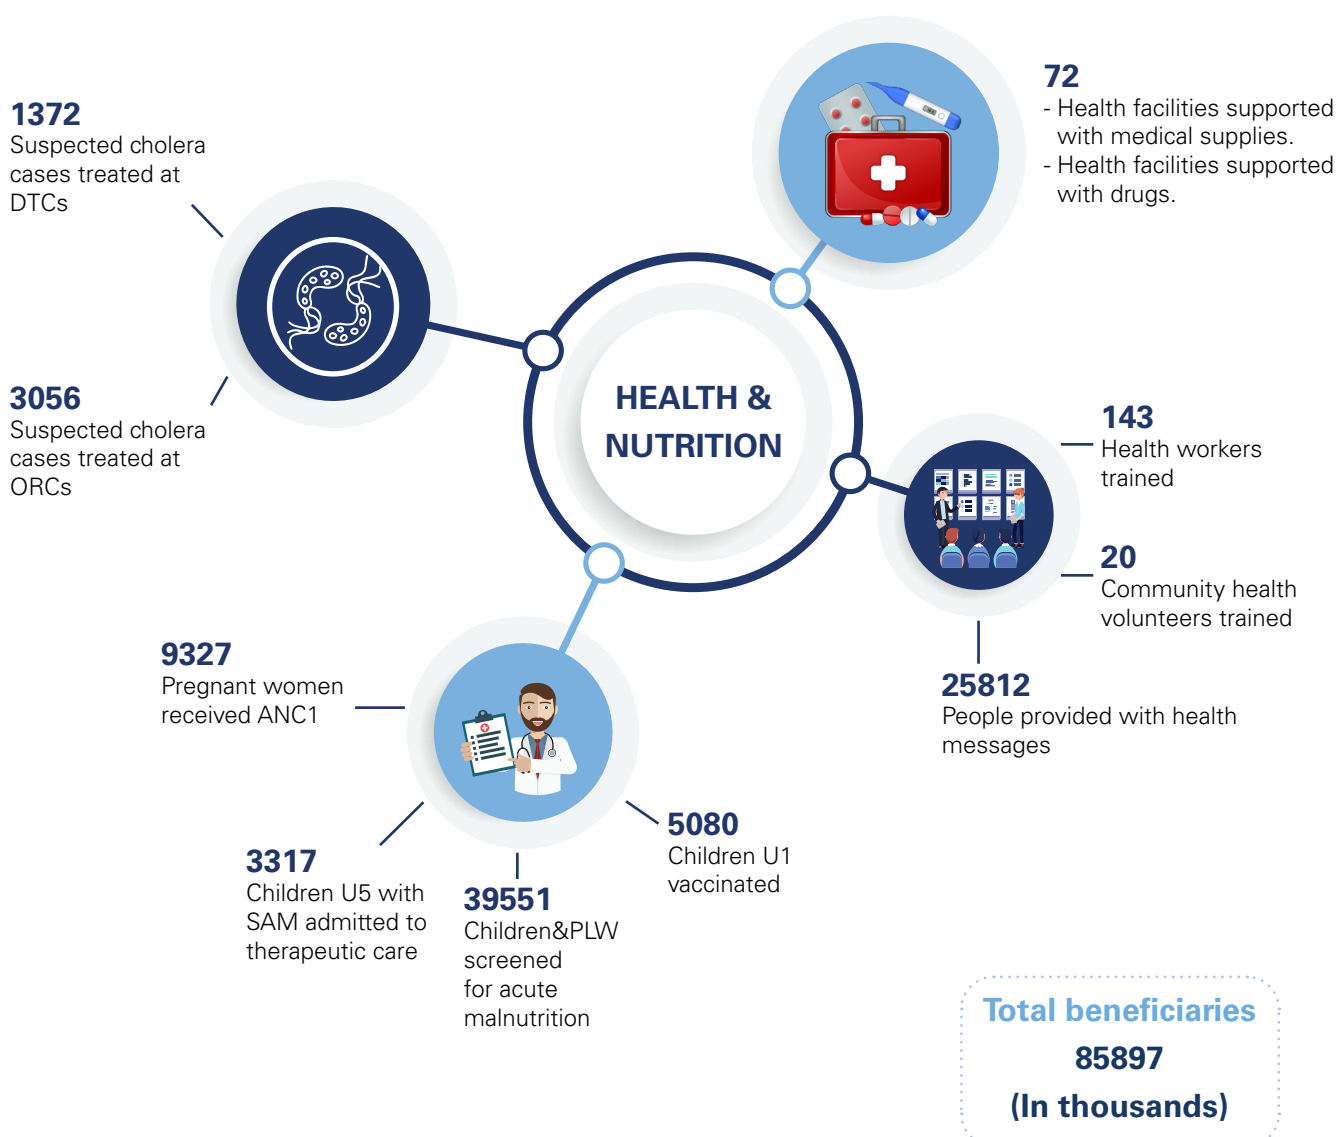 1372
Suspected cholera
cases treated at
DTCs
72
- Health facilities supported
with medical supplies.
- Health facilities supported
with drugs.
3056
Suspected cholera
cases treated at
ORCs
HEALTH &
NUTRITION
143
Health workers
trained
20
Community health
volunteers trained
25812
People provided with health
messages
9327
Pregnant women
received ANC1
3317
Children U5 with
SAM admitted to
therapeutic care
39551
Children&PLW
screened
for acute
malnutrition
5080
Children U1
vaccinated
Total beneficiaries
85897
(In thousands)